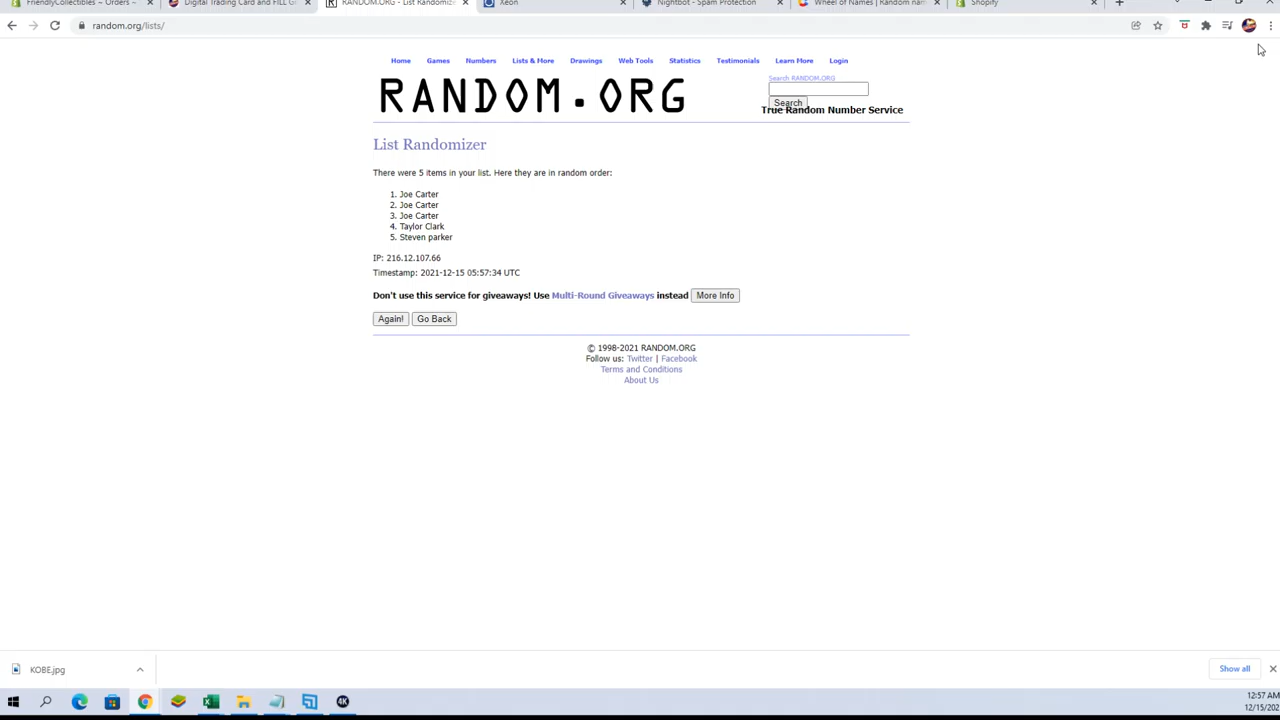 FriendlyCollectibles ~ Orders ~
Digital Trading Card and FILL G
RANDOM.ORG - List Randomize
Xeon
Nightbot - Spam Protection
Wheel of Names | Random nam
Shopify
random.org/lists/
Home Games Numbers Lists & More Drawings Web Tools Statistics Testimonials Learn More Login
RANDOM.ORG
Search RANDOM.ORG
Search
True Random Number Service
List Randomizer
There were 5 items in your list. Here they are in random order:
1. Joe Carter
2. Joe Carter
3. Joe Carter
4. Taylor Clark
5. Steven parker
IP: 216.12.107.66
Timestamp: 2021-12-15 05:57:34 UTC
Don't use this service for giveaways! Use Multi-Round Giveaways instead More Info
Again! Go Back
© 1998-2021 RANDOM.ORG
Follow us: Twitter | Facebook
Terms and Conditions
About Us
KOBE.jpg
Show all
4K
12:57 AM
12/15/202